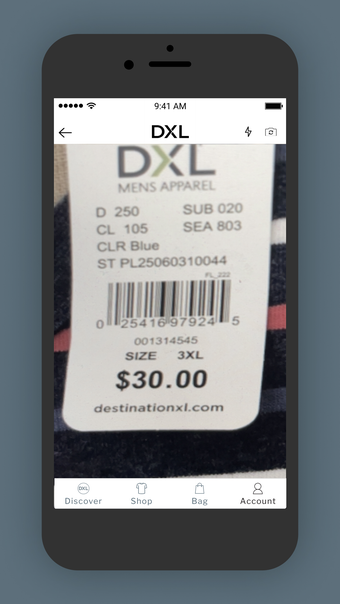 9:41 AM
DXL
DXL
MENS APPAREL
D 250 SUB 020
CL 105 SEA 803
CLR Blue
ST PL25060310044
FL_222
0 25416 97924 5
001314545
SIZE 3XL
$30.00
destinationxl.com
DXL
Discover Shop Bag Account